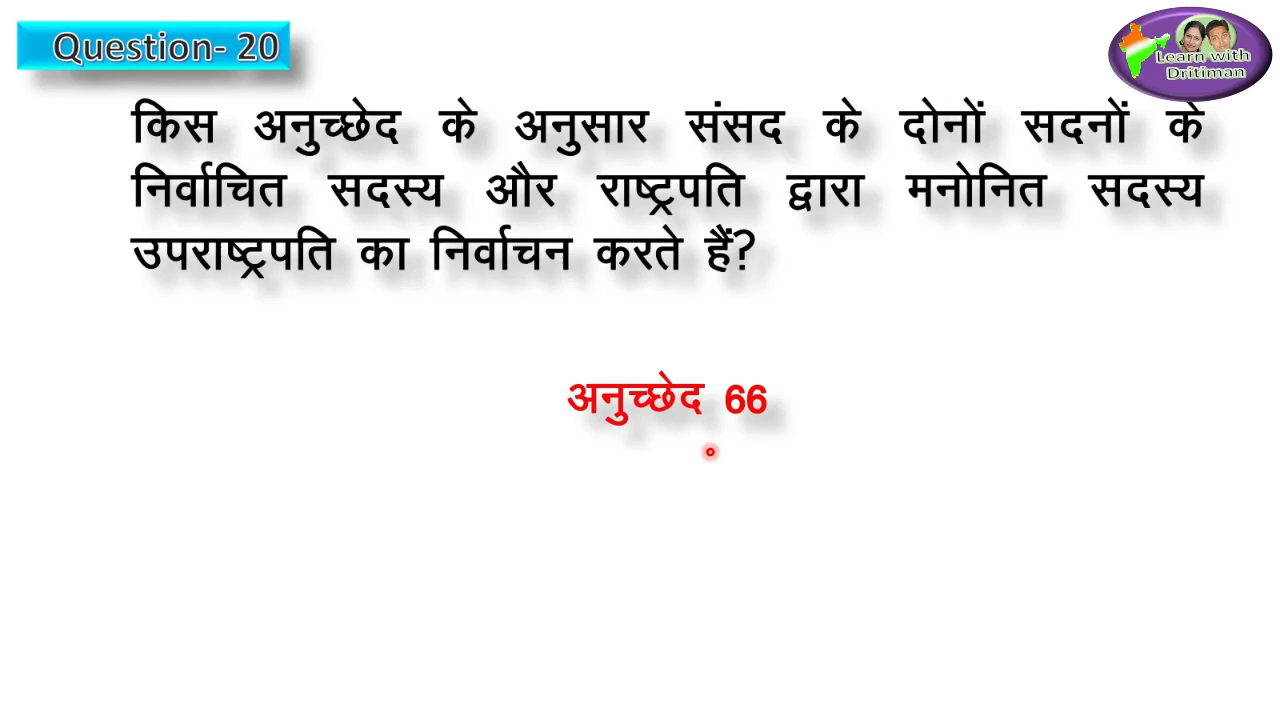 Question- 20
Learn with
Dritiman
किस अनुच्छेद के अनुसार संसद के दोनों सदनों के
निर्वाचित सदस्य और राष्ट्रपति द्वारा मनोनित सदस्य
उपराष्ट्रपति का निर्वाचन करते हैं?
अनुच्छेद 66